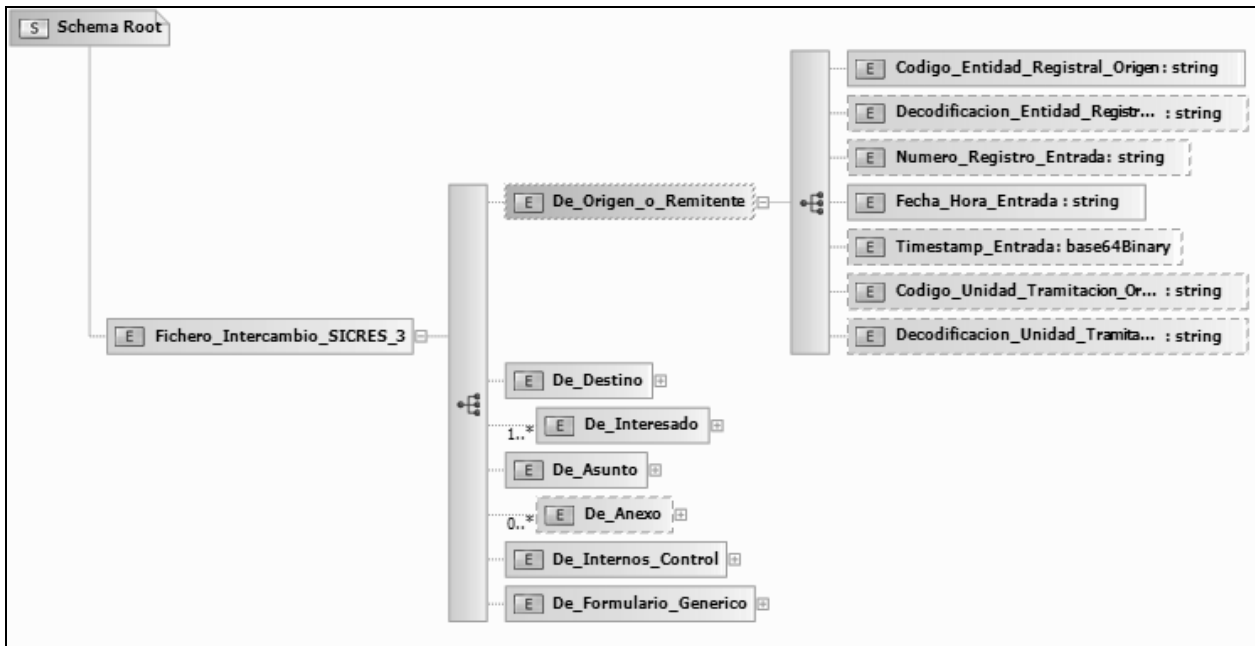 S Schema Root
E Codigo_Entidad_Registral_Origen: string
E Decodificacion_Entidad_Registr... : string
E Numero_Registro_Entrada: string
E De_Origen_o_Remitente
E Fecha_Hora_Entrada : string
E Timestamp_Entrada: base64Binary
E Codigo_Unidad_Tramitacion_Or... : string
E Fichero_Intercambio_SICRES_3
E Decodificacion_Unidad_Tramita... : string
E De_Destino
1..* E De_Interesado
E De_Asunto
0..* E De_Anexo
E De_Internos_Control
E De_Formulario_Generico